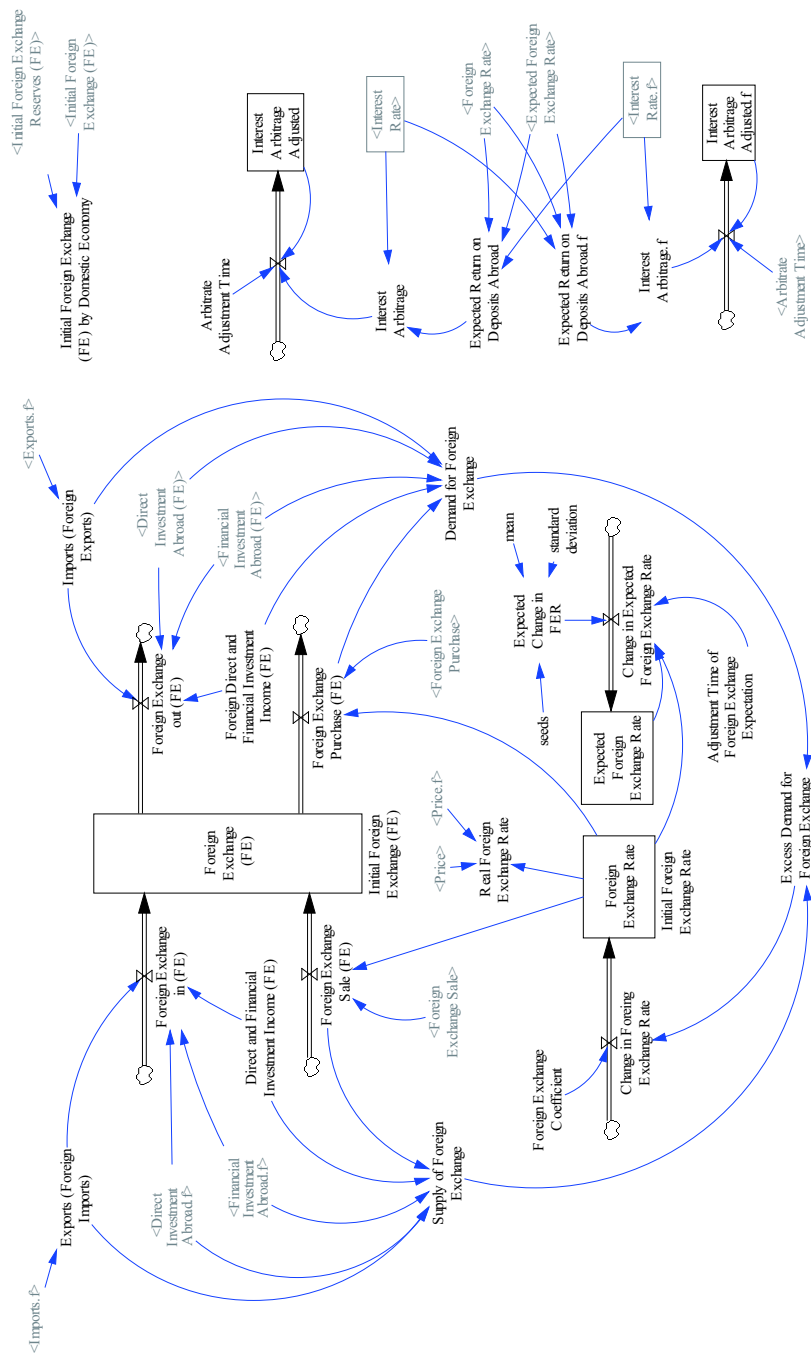 <Imports.f>
Exports (Foreign
Imports)
<Direct
Investment
Abroad.f>
<Financial
Investment
Abroad.f>
Supply of Foreign
Exchange
Foreign Exchange
in (FE)
Direct and Financial
Investment Income (FE)
Foreign Exchange
Sale (FE)
<Foreign
Exchange Sale>
Foreign
Exchange
(FE)
Initial Foreign
Exchange (FE)
Foreign Exchange
out (FE)
Foreign Direct and
Financial Investment
Income (FE)
Foreign Exchange
Purchase (FE)
<Foreign Exchange
Purchase>
Imports (Foreign
Exports)
<Exports.f>
<Direct
Investment
Abroad (FE)>
<Financial
Investment
Abroad (FE)>
Demand for Foreign
Exchange
<Price>
<Price.f>
Real Foreign
Exchange Rate
Foreign Exchange
Coefficient
Change in Foreing
Exchange Rate
Foreign
Exchange Rate
Initial Foreign
Exchange Rate
Excess Demand for
Foreign Exchange
seeds
Expected
Change in
FER
mean
standard
deviation
Expected
Foreign
Exchange Rate
Change in Expected
Foreign Exchange Rate
Adjustment Time of
Foreign Exchange
Expectation
<Initial Foreign Exchange
Reserves (FE)>
<Initial Foreign
Exchange (FE)>
Initial Foreign Exchange
(FE) by Domestic Economy
Arbitrate
Adjustment Time
Interest
Arbitrage
Adjusted
Interest
Arbitrage
<Interest
Rate>
Expected Return on
Deposits Abroad
<Foreign
Exchange Rate>
<Expected Foreign
Exchange Rate>
Expected Return on
Deposits Abroad.f
Interest
Arbitrage.f
<Interest
Rate.f>
Interest
Arbitrage
Adjusted.f
<Arbitrate
Adjustment Time>